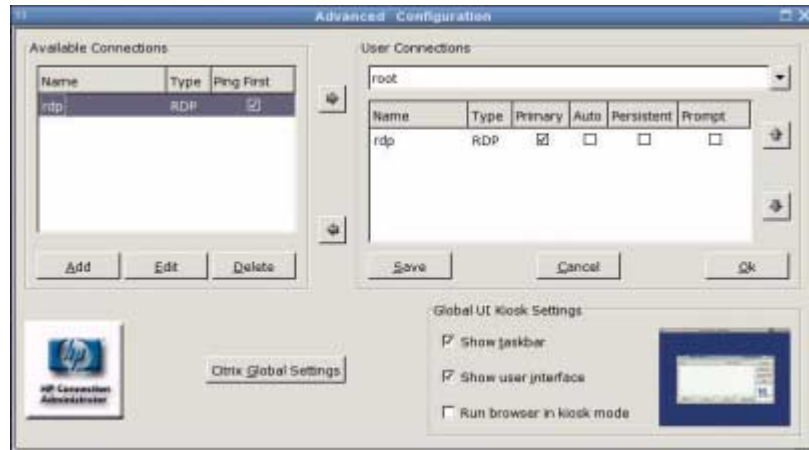 Advanced Configuration
Available Connections
Name Type Ping First
rdp RDP
Add Edit Delete
User Connections
root
Name Type Primary Auto Persistent Prompt
rdp RDP
Save Cancel Ok
hp
HP Connection
Administrator
Citrix Global Settings
Global UI Kiosk Settings
Show taskbar
Show user interface
Run browser in kiosk mode